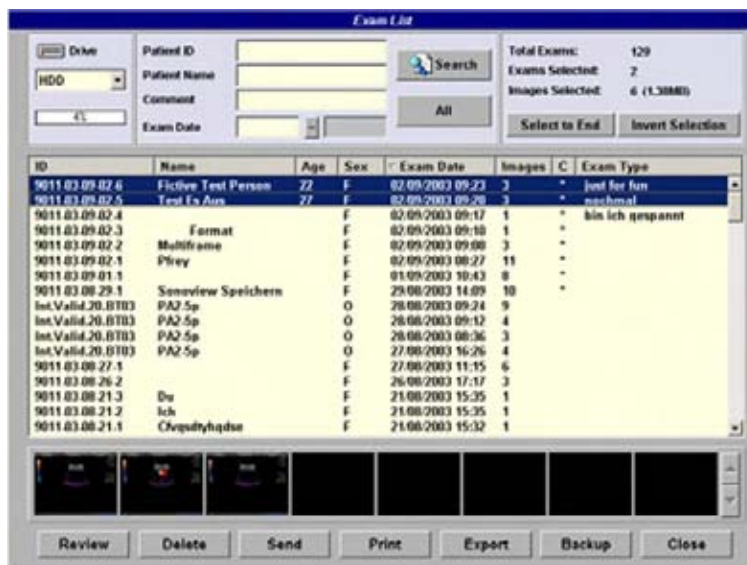 Exam List
Drive
HDD
4%
Patient ID
Patient Name
Comment
Exam Date
Search
All
Total Exams: 129
Exams Selected: 2
Images Selected: 6 (1.38MB)
Select to End Invert Selection
ID Name Age Sex Exam Date Images C Exam Type
9011-03-09-02-6 Fictive Test Person 22 F 02/09/2003 09:23 3 * just for fun
9011-03-09-02-5 Test Es Aus 27 F 02/09/2003 09:20 3 * nochmal
9011-03-09-02-4 F 02/09/2003 09:17 1 * bin ich gespannt
9011-03-09-02-3 Format F 02/09/2003 09:10 1 *
9011-03-09-02-2 Multiframe F 02/09/2003 09:08 3 *
9011-03-09-02-1 Pfrey F 02/09/2003 08:27 11 *
9011-03-09-01-1 F 01/09/2003 10:43 8 *
9011-03-08-29-1 Sonoview Speichern F 29/08/2003 14:09 10 *
Int.Valid.20.BT03 PA2-5p O 28/08/2003 09:24 9
Int.Valid.20.BT03 PA2-5p O 28/08/2003 09:12 4
Int.Valid.20.BT03 PA2-5p O 28/08/2003 08:36 3
Int.Valid.20.BT03 PA2-5p O 27/08/2003 16:26 4
9011-03-08-27-1 F 27/08/2003 11:15 6
9011-03-08-26-2 F 26/08/2003 17:17 3
9011-03-08-21-3 Du F 21/08/2003 15:35 1
9011-03-08-21-2 Ich F 21/08/2003 15:35 1
9011-03-08-21-1 F 21/08/2003 15:32 1
Review Delete Send Print Export Backup Close